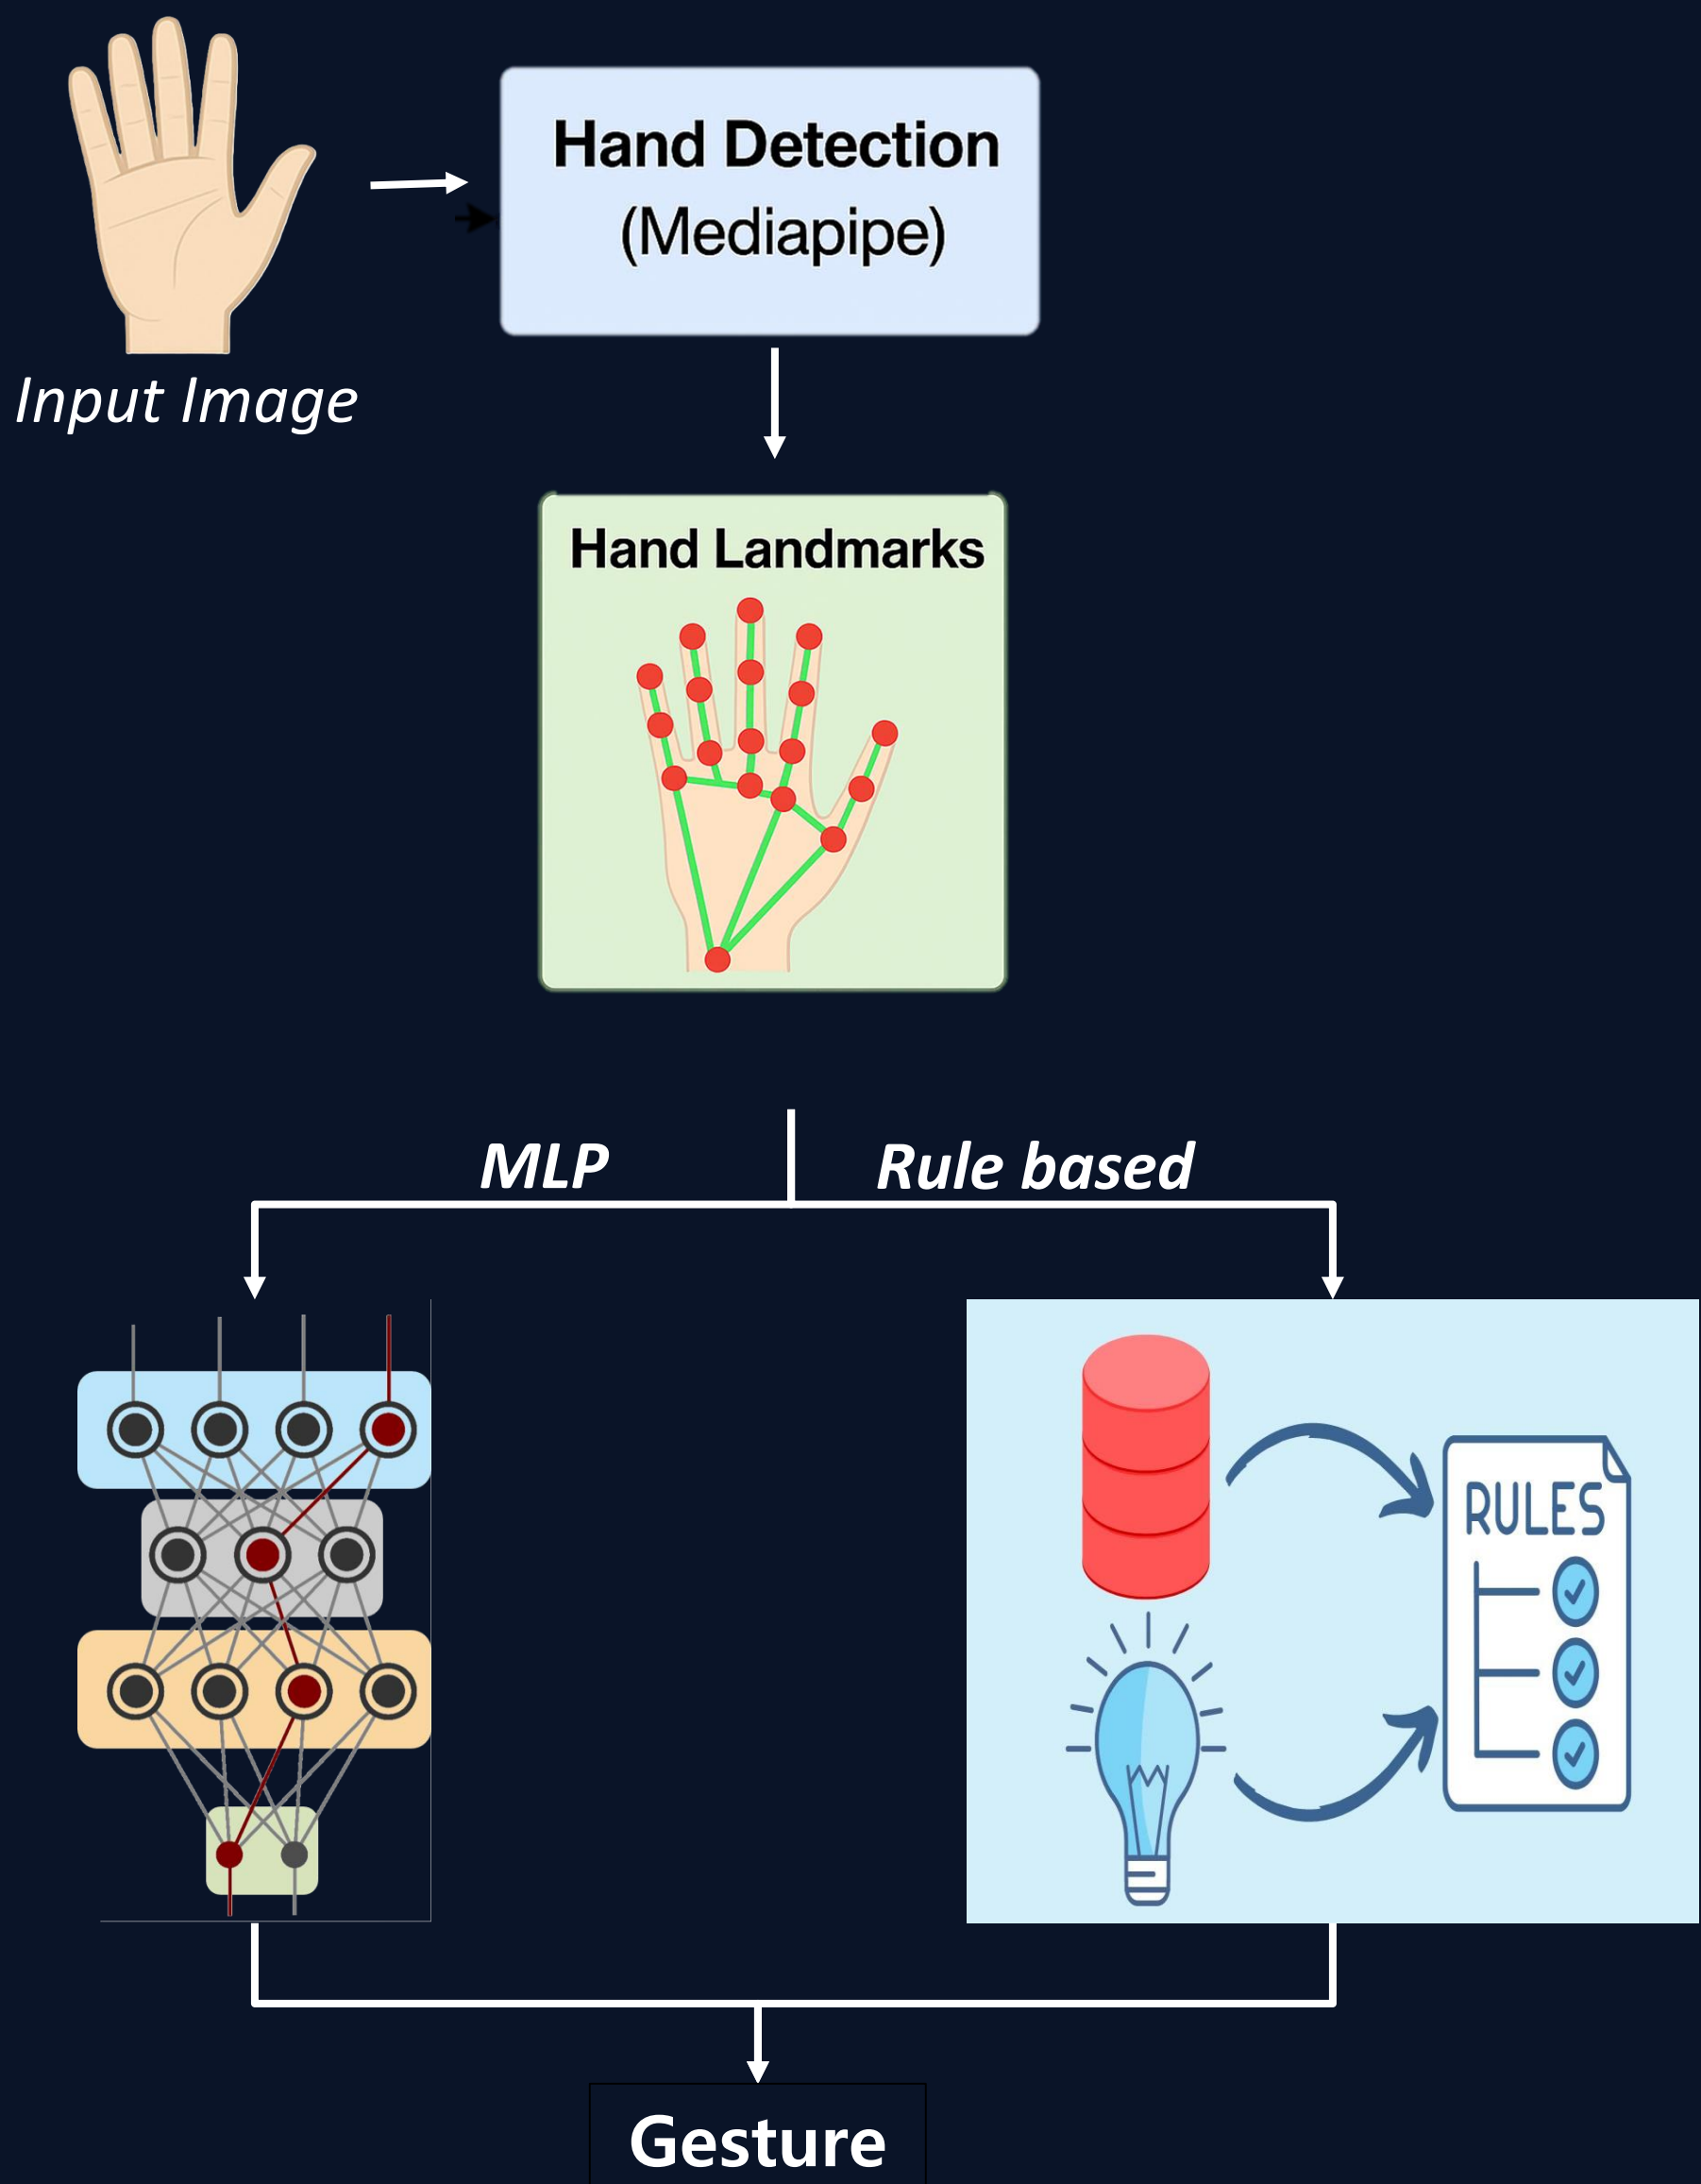 Hand Detection
(Mediapipe)
Input Image
Hand Landmarks
MLP
Rule based
RULES
Gesture